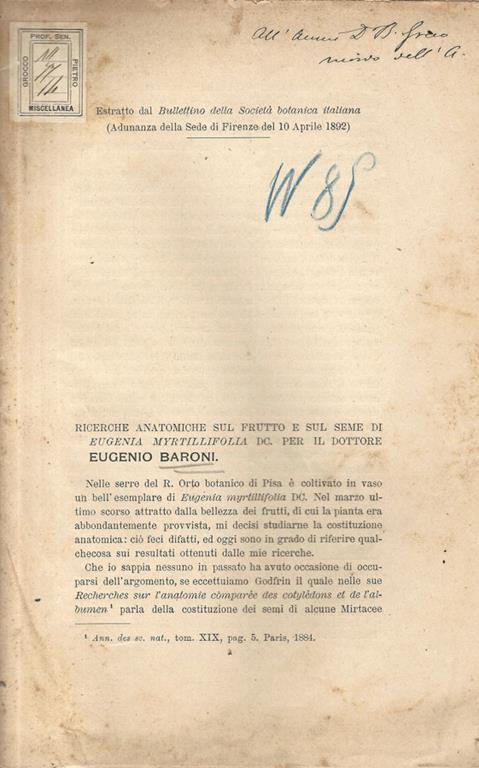 PROF. SEN.
GROCCO
PIETRO
MISCELLANEA
All'
dell'A.
Estratto dal Bullettino della Società botanica italiana
(Adunanza della Sede di Firenze del 10 Aprile 1892)
N 85
RICERCHE ANATOMICHE SUL FRUTTO E SUL SEME DI
EUGENIA MYRTILLIFOLIA DC. PER IL DOTTORE
EUGENIO BARONI.
Nelle serre del R. Orto botanico di Pisa è coltivato in vaso
un bell'esemplare di Eugenia myrtillifolia DC. Nel marzo ul-
timo scorso attratto dalla bellezza dei frutti, di cui la pianta era
abbondantemente provvista, mi decisi studiarne la costituzione
anatomica: ciò feci difatti, ed oggi sono in grado di riferire qual-
checosa sui resultati ottenuti dalle mie ricerche.
Che io sappia nessuno in passato ha avuto occasione di occu-
parsi dell'argomento, se eccettuiamo Godfrin il quale nelle sue
Recherches sur l'anatomie comparée des cotylédons et de l'al-
bumen ¹ parla della costituzione dei semi di alcune Mirtacee
¹ Ann. des sc. nat., tom. XIX, pag. 5. Paris, 1884.